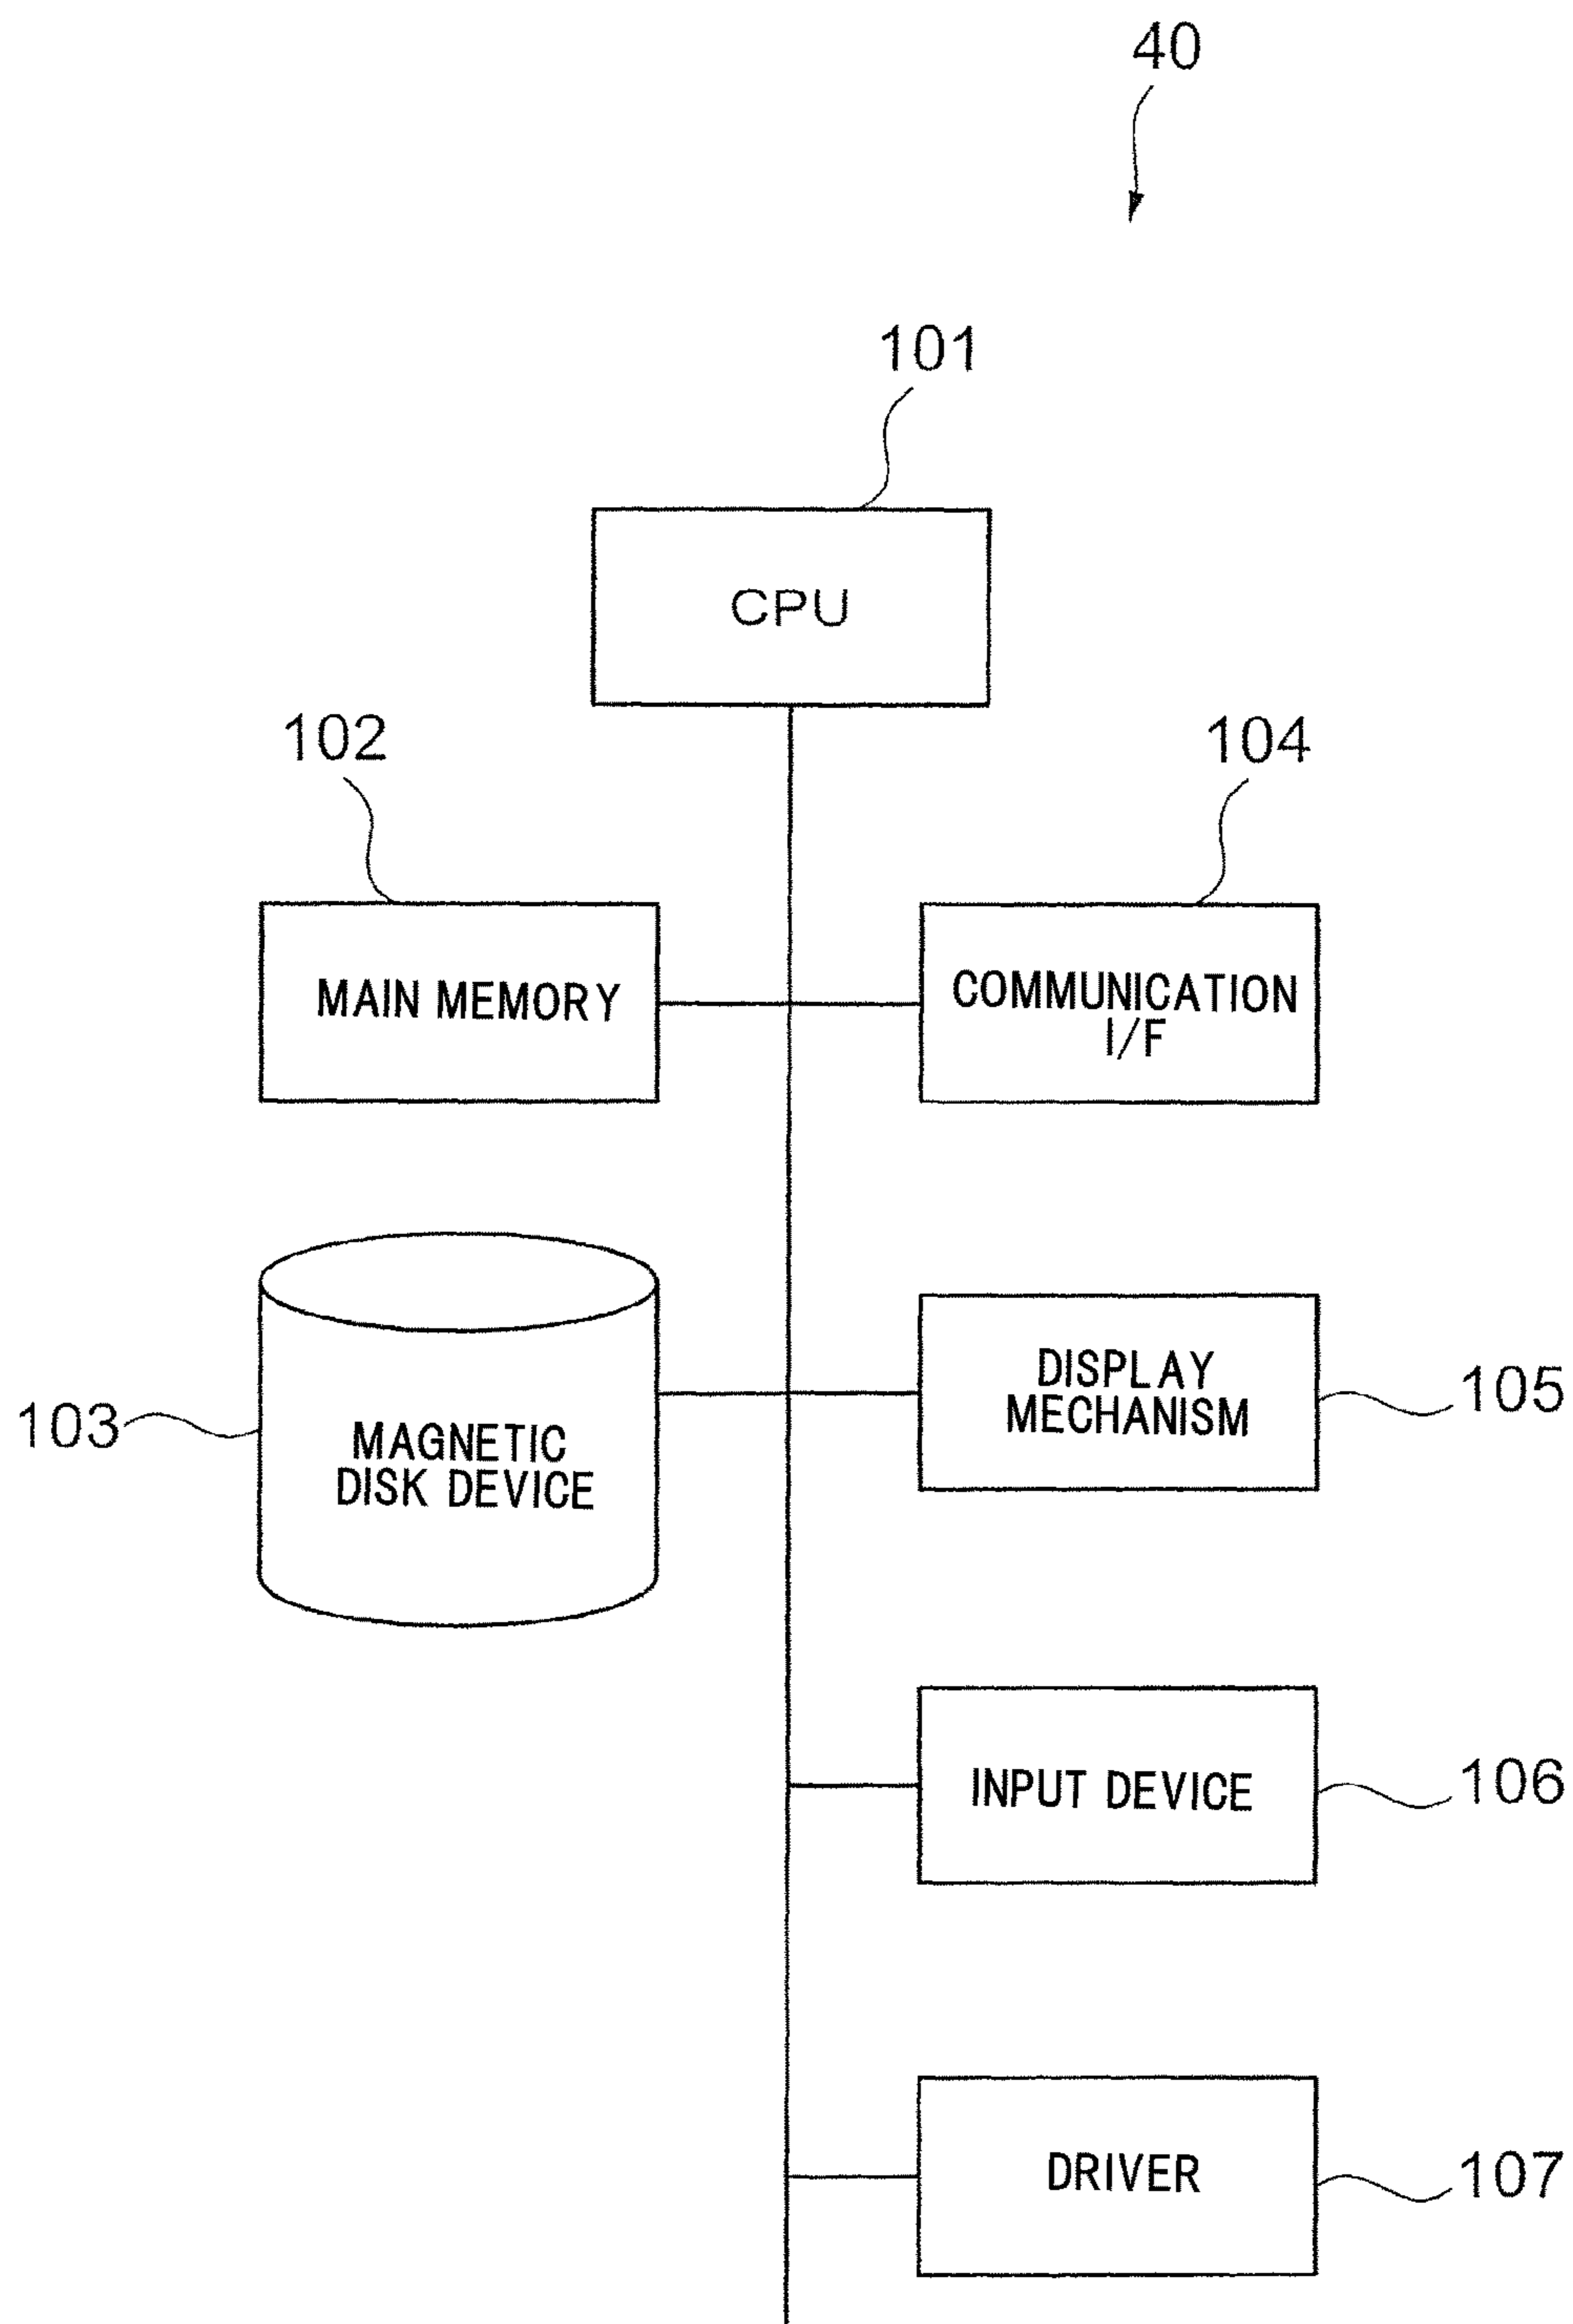 40
101
CPU
102
104
MAIN MEMORY
COMMUNICATION
I/F
103
MAGNETIC
DISK DEVICE
DISPLAY
MECHANISM
105
INPUT DEVICE
106
DRIVER
107